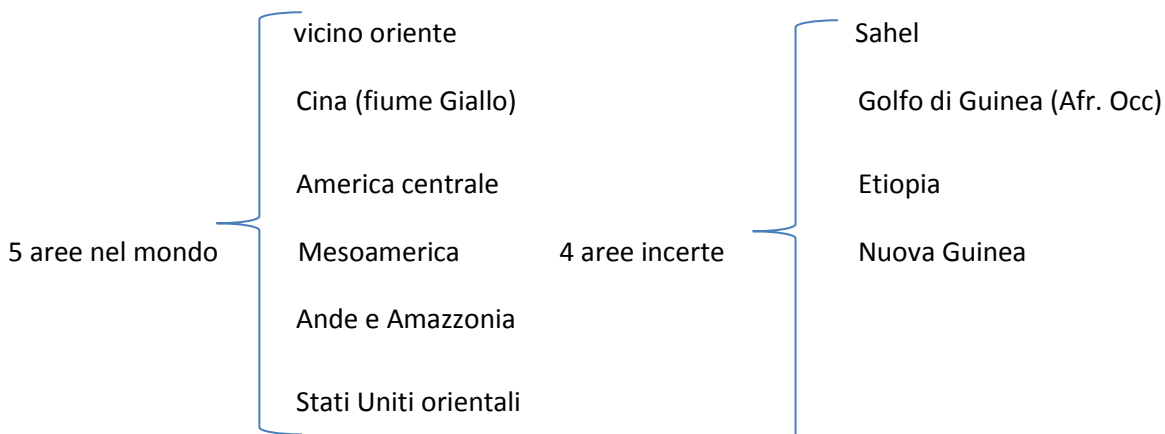 vicino oriente
Cina (fiume Giallo)
America centrale
5 aree nel mondo
Mesoamerica
Ande e Amazzonia
Stati Uniti orientali
Sahel
Golfo di Guinea (Afr. Occ)
Etiopia
4 aree incerte
Nuova Guinea